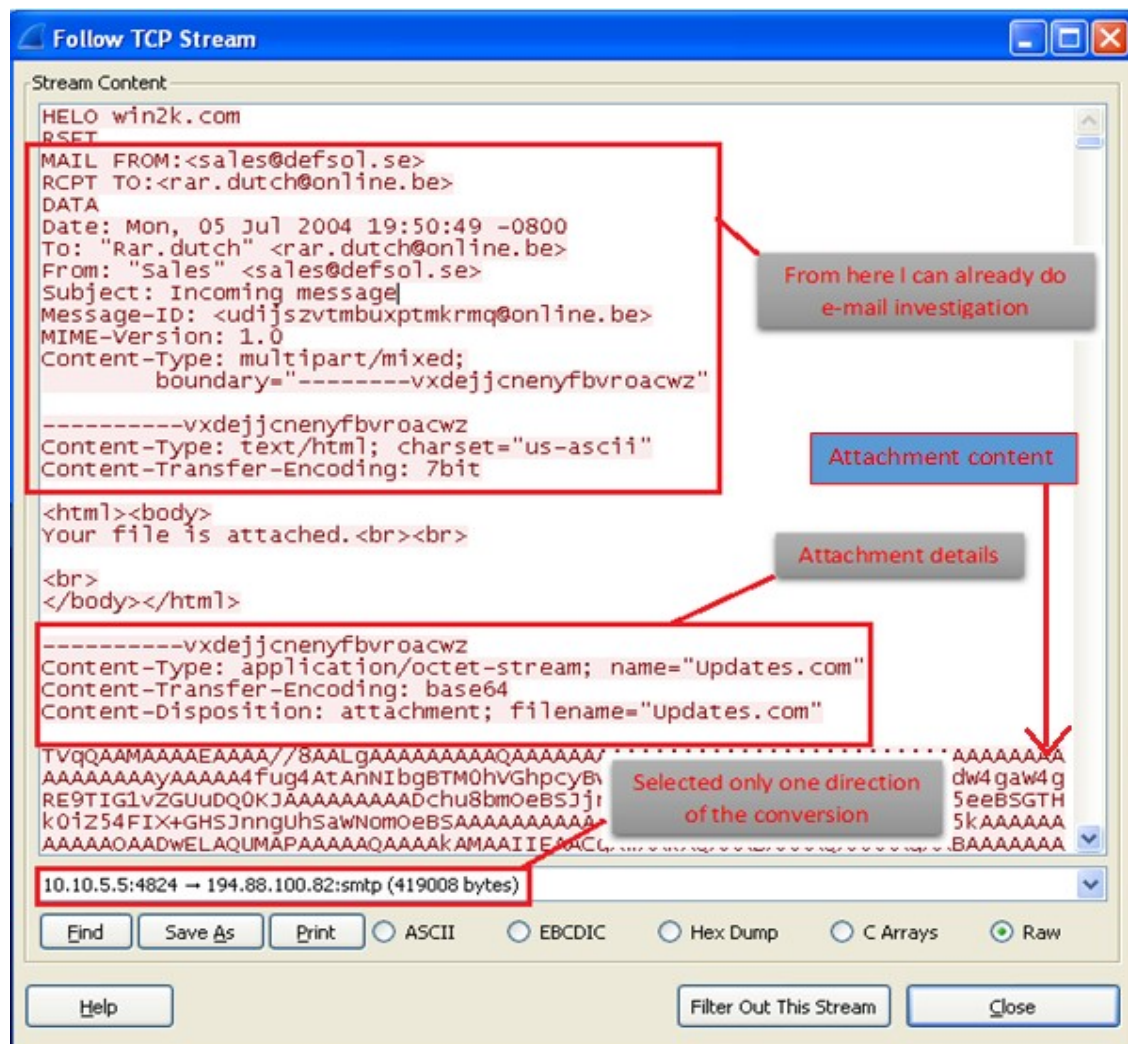 Follow TCP Stream
Stream Content
HELO win2k.com
RSET
MAIL FROM:<sales@defsol.se>
RCPT TO:<rar.dutch@online.be>
DATA
Date: Mon, 05 Jul 2004 19:50:49 -0800
To: "Rar.dutch" <rar.dutch@online.be>
From: "Sales" <sales@defsol.se>
Subject: Incoming message
Message-ID: <udijszvtmbuxptmkrmq@online.be>
MIME-Version: 1.0
Content-Type: multipart/mixed;
boundary="--------vxdejjcnenyfbvroacwz"
From here I can already do
e-mail investigation
----------vxdejjcnenyfbvroacwz
Content-Type: text/html; charset="us-ascii"
Content-Transfer-Encoding: 7bit
Attachment content
<html><body>
Your file is attached.<br><br>
<br>
</body></html>
Attachment details
----------vxdejjcnenyfbvroacwz
Content-Type: application/octet-stream; name="Updates.com"
Content-Transfer-Encoding: base64
Content-Disposition: attachment; filename="Updates.com"
Selected only one direction
of the conversion
10.10.5.5:4824 → 194.88.100.82:smtp (419008 bytes)
Find Save As Print ASCII EBCDIC Hex Dump C Arrays Raw
Help Filter Out This Stream Close